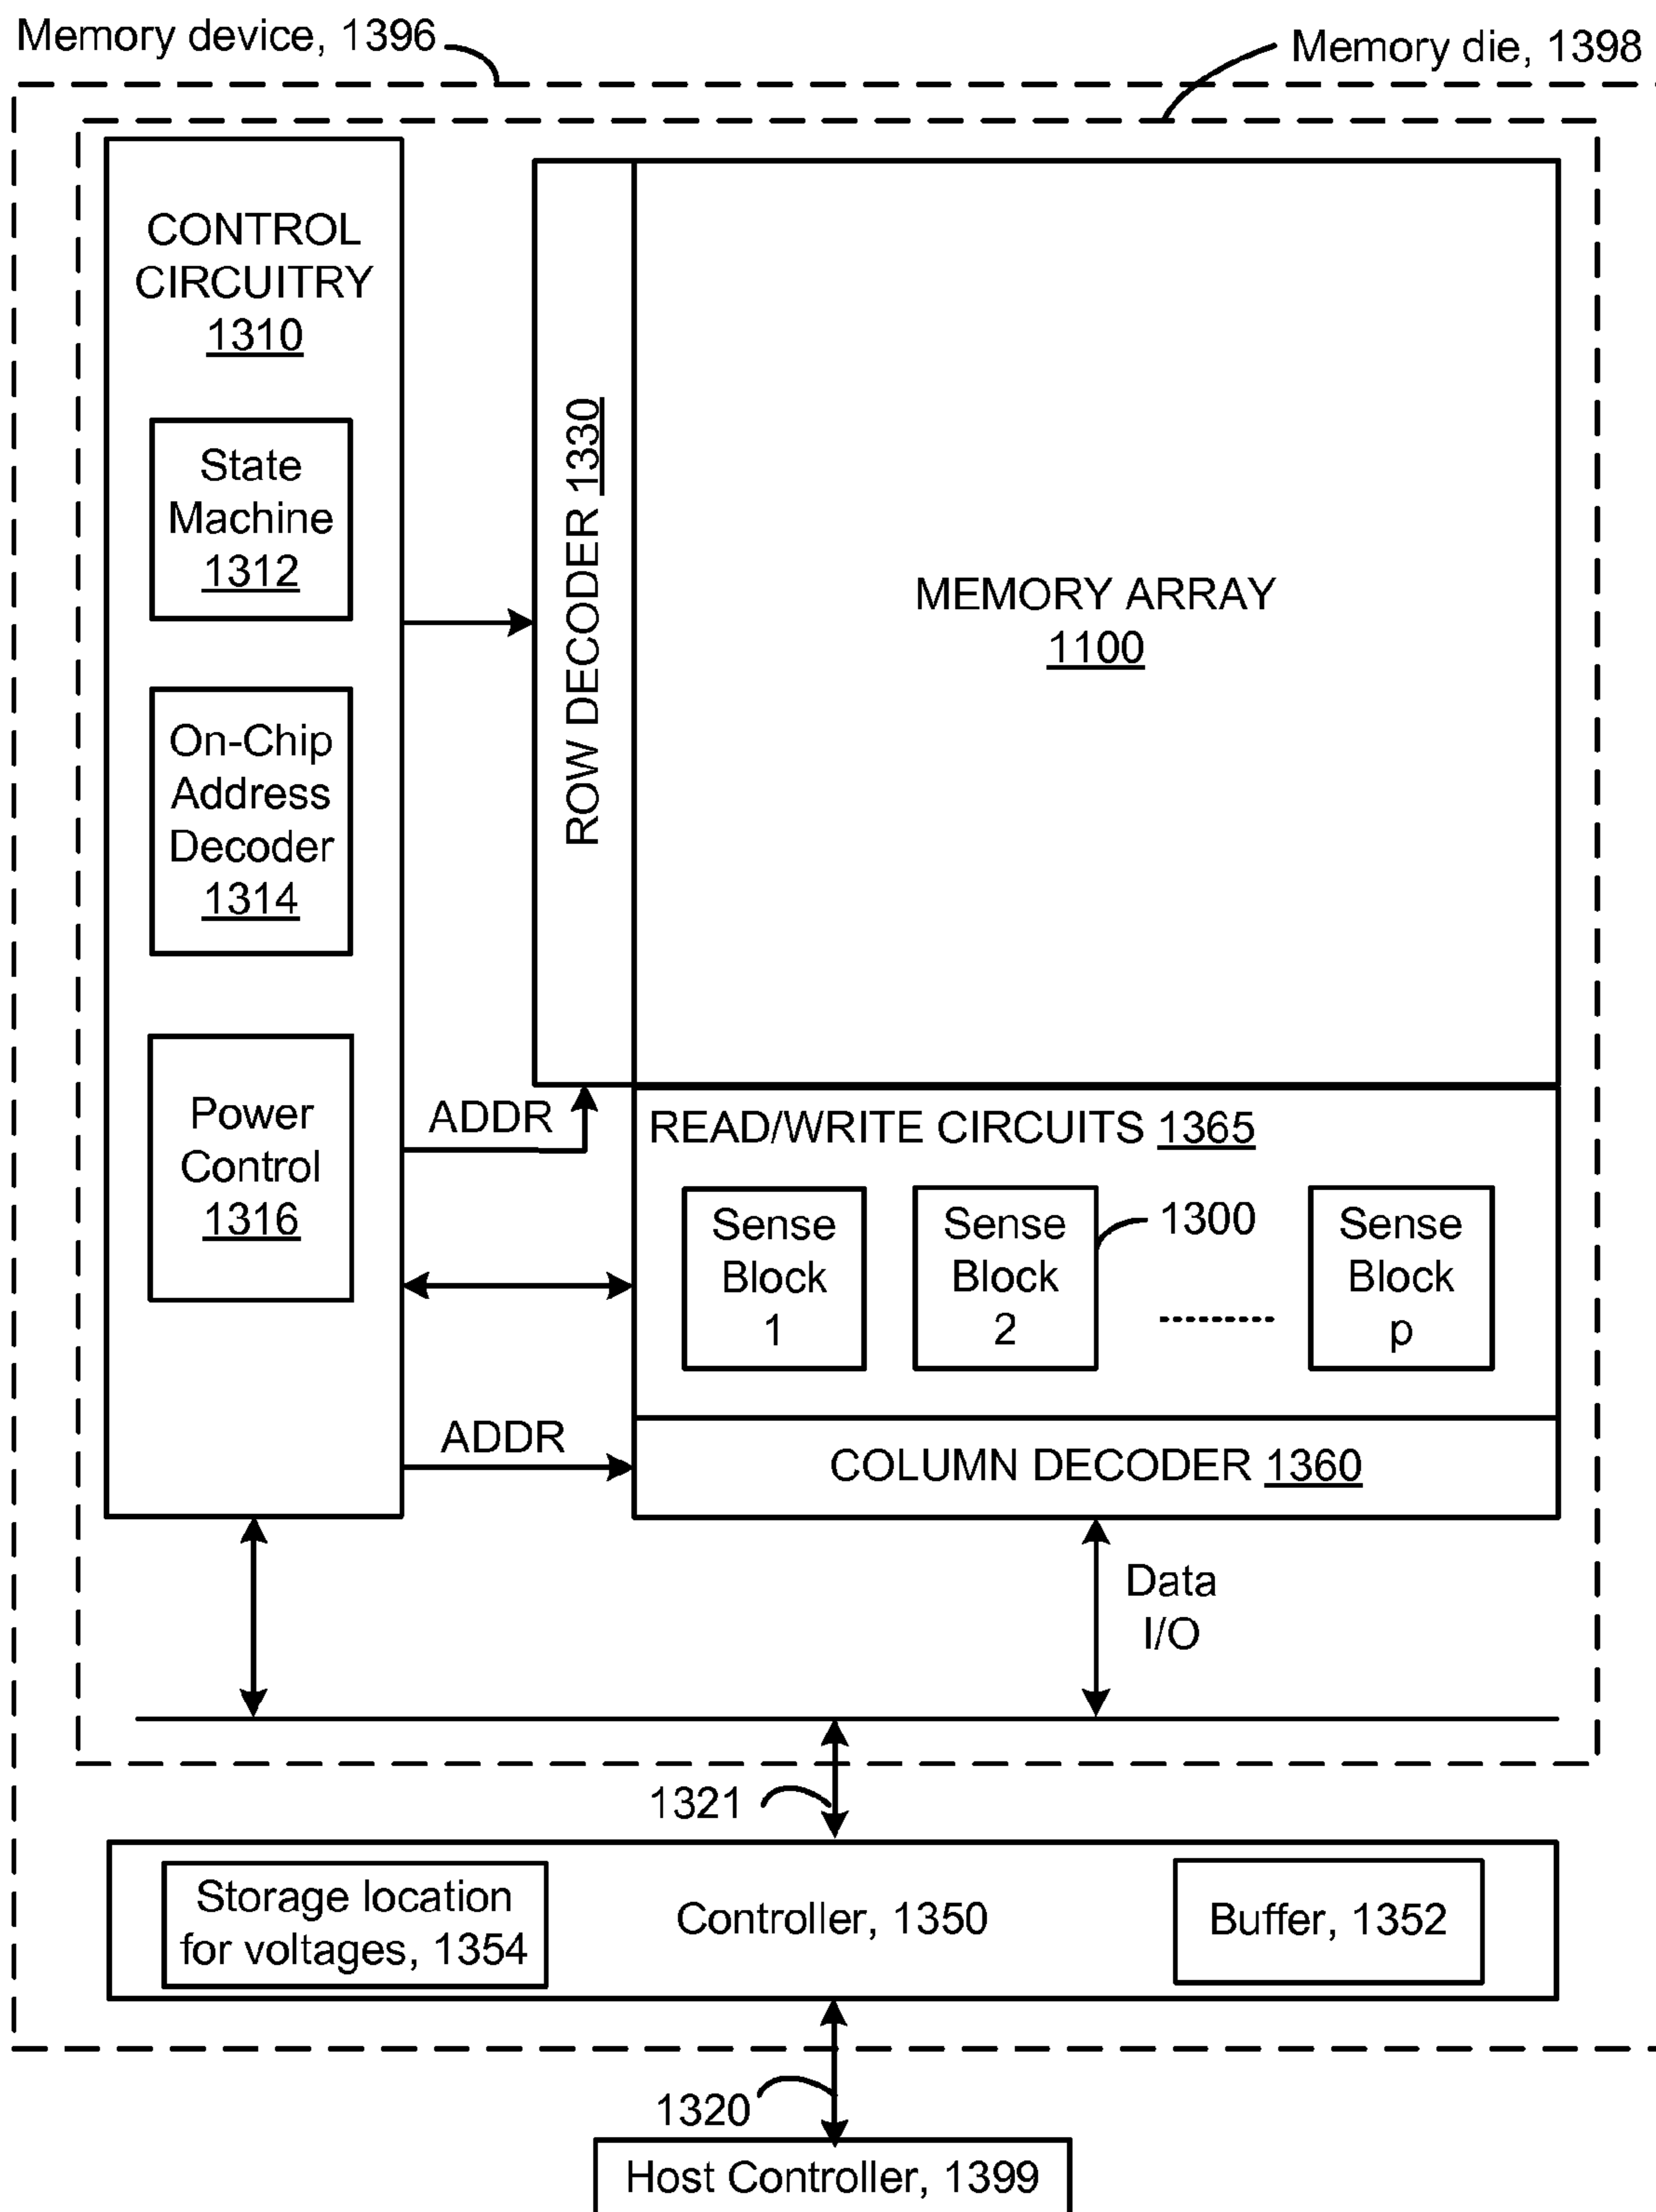 Memory device, 1396
Memory die, 1398
CONTROL
CIRCUITRY
1310
State
Machine
1312
On-Chip
Address
Decoder
1314
Power
Control
1316
ROW DECODER 1330
MEMORY ARRAY
1100
ADDR
READ/WRITE CIRCUITS 1365
Sense
Block
1
Sense
Block
2
1300
Sense
Block
p
ADDR
COLUMN DECODER 1360
Data
I/O
1321
Storage location
for voltages, 1354
Controller, 1350
Buffer, 1352
1320
Host Controller, 1399